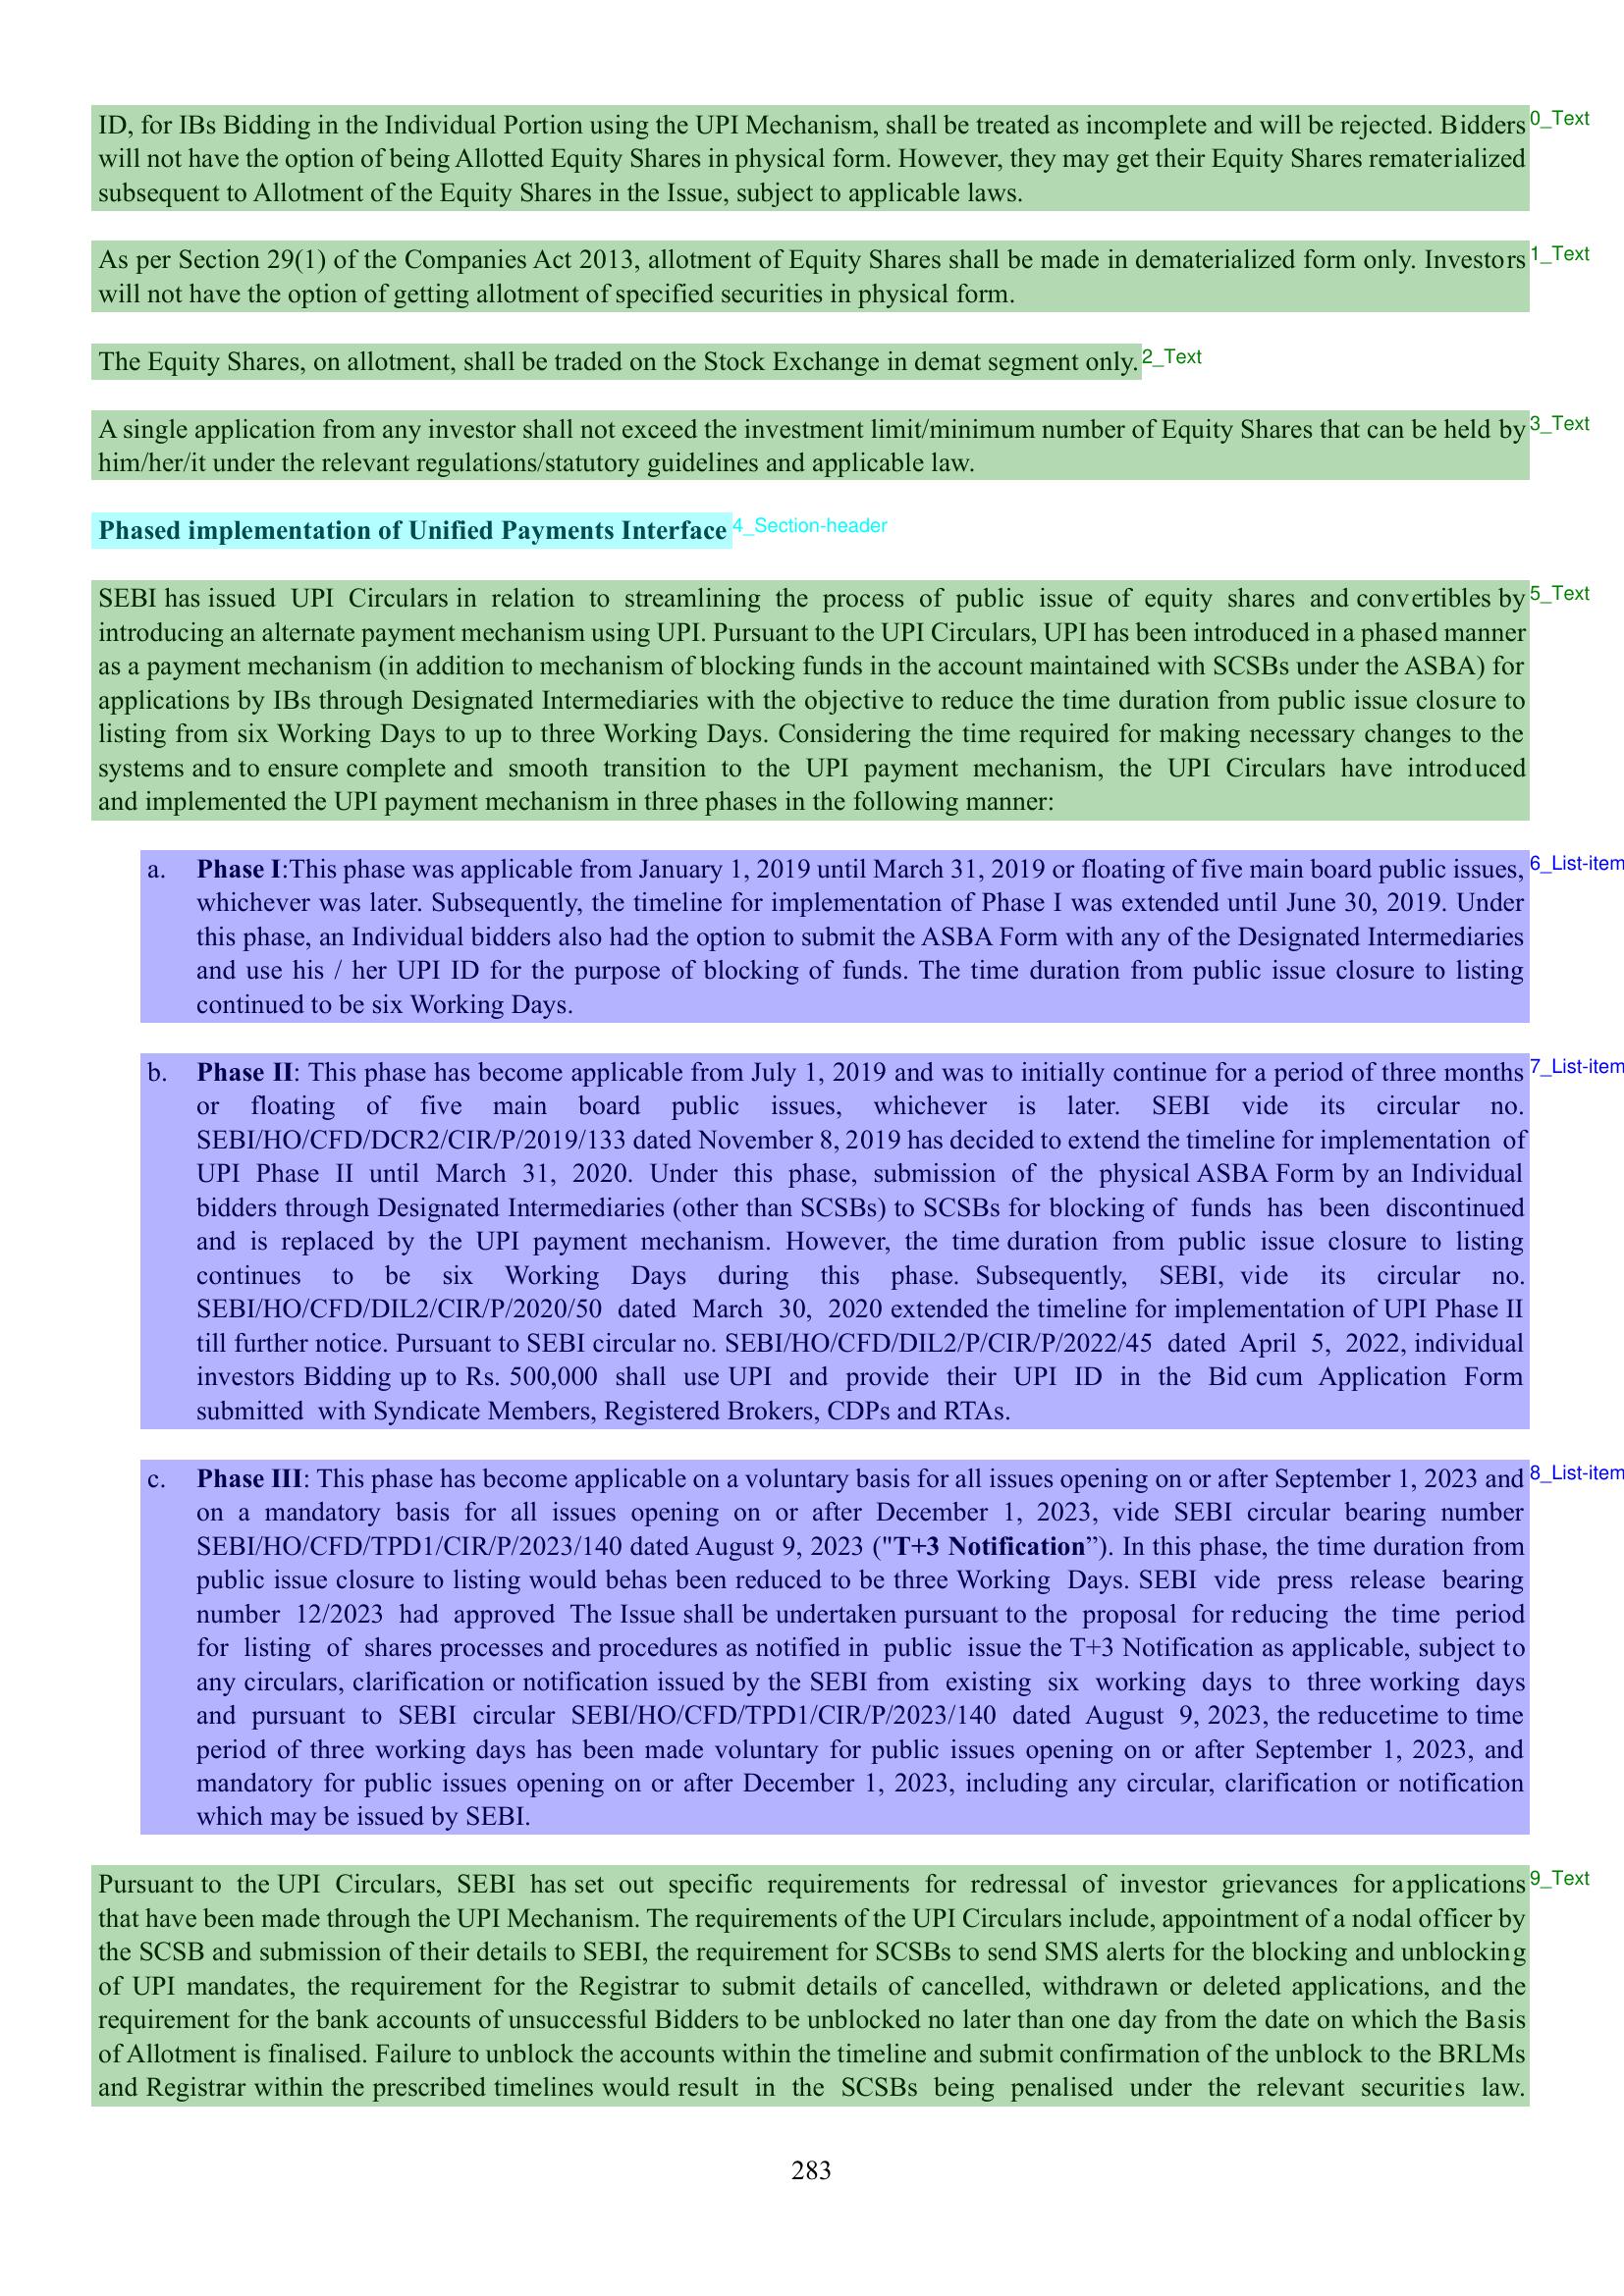 ID, for IBs Bidding in the Individual Portion using the UPI Mechanism, shall be treated as incomplete and will be rejected. Bidders 0_Text
will not have the option of being Allotted Equity Shares in physical form. However, they may get their Equity Shares rematerialized
subsequent to Allotment of the Equity Shares in the Issue, subject to applicable laws.
As per Section 29(1) of the Companies Act 2013, allotment of Equity Shares shall be made in dematerialized form only. Investors 1_Text
will not have the option of getting allotment of specified securities in physical form.
The Equity Shares, on allotment, shall be traded on the Stock Exchange in demat segment only. 2_Text
A single application from any investor shall not exceed the investment limit/minimum number of Equity Shares that can be held by 3_Text
him/her/it under the relevant regulations/statutory guidelines and applicable law.
Phased implementation of Unified Payments Interface 4_Section-header
SEBI has issued UPI Circulars in relation to streamlining the process of public issue of equity shares and convertibles by 5_Text
introducing an alternate payment mechanism using UPI. Pursuant to the UPI Circulars, UPI has been introduced in a phased manner
as a payment mechanism (in addition to mechanism of blocking funds in the account maintained with SCSBs under the ASBA) for
applications by IBs through Designated Intermediaries with the objective to reduce the time duration from public issue closure to
listing from six Working Days to up to three Working Days. Considering the time required for making necessary changes to the
systems and to ensure complete and smooth transition to the UPI payment mechanism, the UPI Circulars have introduced
and implemented the UPI payment mechanism in three phases in the following manner:
a. Phase I:This phase was applicable from January 1, 2019 until March 31, 2019 or floating of five main board public issues, 6_List-item
whichever was later. Subsequently, the timeline for implementation of Phase I was extended until June 30, 2019. Under
this phase, an Individual bidders also had the option to submit the ASBA Form with any of the Designated Intermediaries
and use his / her UPI ID for the purpose of blocking of funds. The time duration from public issue closure to listing
continued to be six Working Days.
b. Phase II: This phase has become applicable from July 1, 2019 and was to initially continue for a period of three months 7_List-item
or floating of five main board public issues, whichever is later. SEBI vide its circular no.
SEBI/HO/CFD/DCR2/CIR/P/2019/133 dated November 8, 2019 has decided to extend the timeline for implementation of
UPI Phase II until March 31, 2020. Under this phase, submission of the physical ASBA Form by an Individual
bidders through Designated Intermediaries (other than SCSBs) to SCSBs for blocking of funds has been discontinued
and is replaced by the UPI payment mechanism. However, the time duration from public issue closure to listing
continues to be six Working Days during this phase. Subsequently, SEBI, vide its circular no.
SEBI/HO/CFD/DIL2/CIR/P/2020/50 dated March 30, 2020 extended the timeline for implementation of UPI Phase II
till further notice. Pursuant to SEBI circular no. SEBI/HO/CFD/DIL2/P/CIR/P/2022/45 dated April 5, 2022, individual
investors Bidding up to Rs. 500,000 shall use UPI and provide their UPI ID in the Bid cum Application Form
submitted with Syndicate Members, Registered Brokers, CDPs and RTAs.
c. Phase III: This phase has become applicable on a voluntary basis for all issues opening on or after September 1, 2023 and 8_List-item
on a mandatory basis for all issues opening on or after December 1, 2023, vide SEBI circular bearing number
SEBI/HO/CFD/TPD1/CIR/P/2023/140 dated August 9, 2023 ("T+3 Notification”). In this phase, the time duration from
public issue closure to listing would behas been reduced to be three Working Days. SEBI vide press release bearing
number 12/2023 had approved The Issue shall be undertaken pursuant to the proposal for reducing the time period
for listing of shares processes and procedures as notified in public issue the T+3 Notification as applicable, subject to
any circulars, clarification or notification issued by the SEBI from existing six working days to three working days
and pursuant to SEBI circular SEBI/HO/CFD/TPD1/CIR/P/2023/140 dated August 9, 2023, the reducetime to time
period of three working days has been made voluntary for public issues opening on or after September 1, 2023, and
mandatory for public issues opening on or after December 1, 2023, including any circular, clarification or notification
which may be issued by SEBI.
Pursuant to the UPI Circulars, SEBI has set out specific requirements for redressal of investor grievances for applications 9_Text
that have been made through the UPI Mechanism. The requirements of the UPI Circulars include, appointment of a nodal officer by
the SCSB and submission of their details to SEBI, the requirement for SCSBs to send SMS alerts for the blocking and unblocking
of UPI mandates, the requirement for the Registrar to submit details of cancelled, withdrawn or deleted applications, and the
requirement for the bank accounts of unsuccessful Bidders to be unblocked no later than one day from the date on which the Basis
of Allotment is finalised. Failure to unblock the accounts within the timeline and submit confirmation of the unblock to the BRLMs
and Registrar within the prescribed timelines would result in the SCSBs being penalised under the relevant securities law.
283